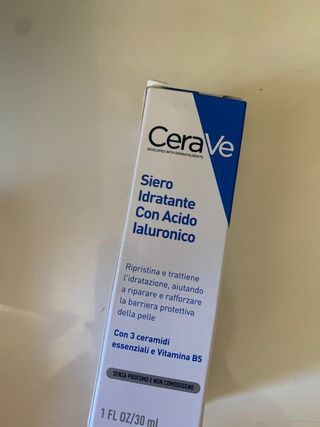 CeraVe
DEVELOPED WITH DERMATOLOGISTS
Siero
Idratante
Con Acido
Ialuronico
Ripristina e trattiene
l'idratazione, aiutando
a riparare e rafforzare
la barriera protettiva
della pelle
Con 3 ceramidi
essenziali e Vitamina B5
SENZA PROFUMO E NON COMODOGENO
1 FL OZ/30 ml